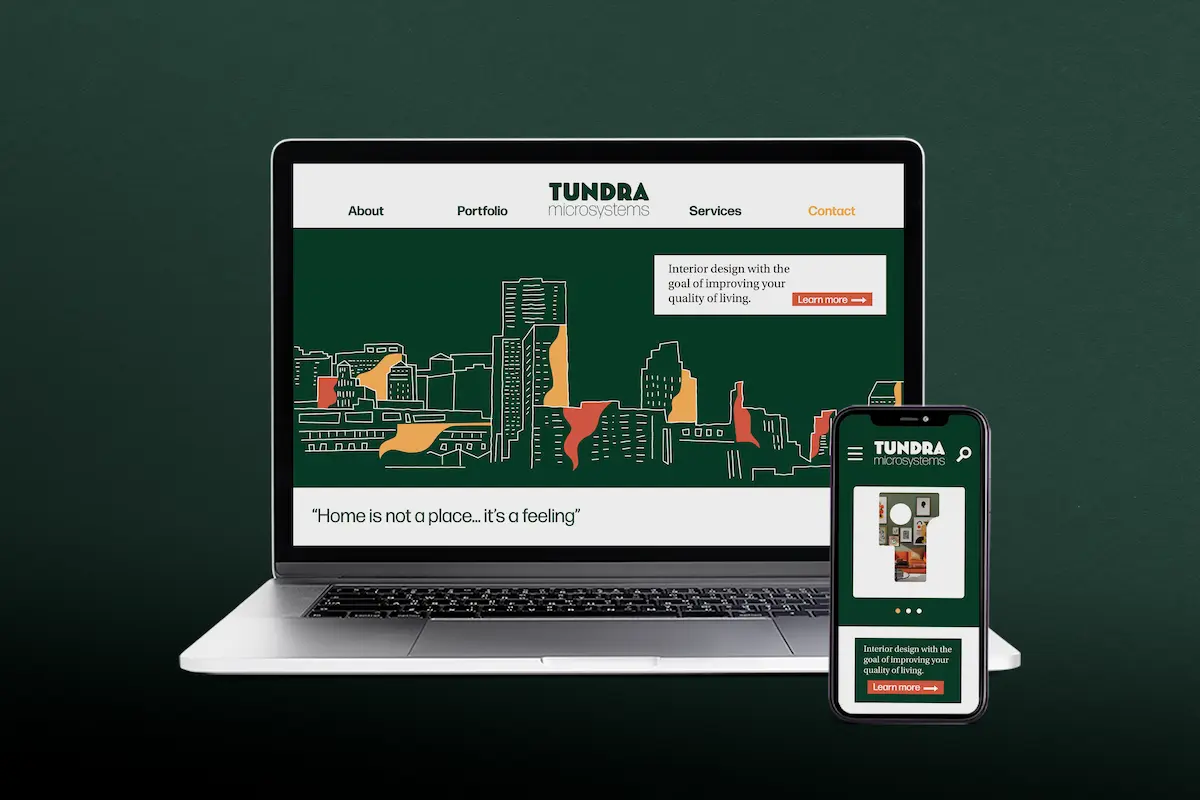 TUNDRA
microsystems
About
Portfolio
Services
Contact
Interior design with the
goal of improving your
quality of living.
Learn more
“Home is not a place... it’s a feeling”
TUNDRA
microsystems
Interior design with the
goal of improving your
quality of living.
Learn more